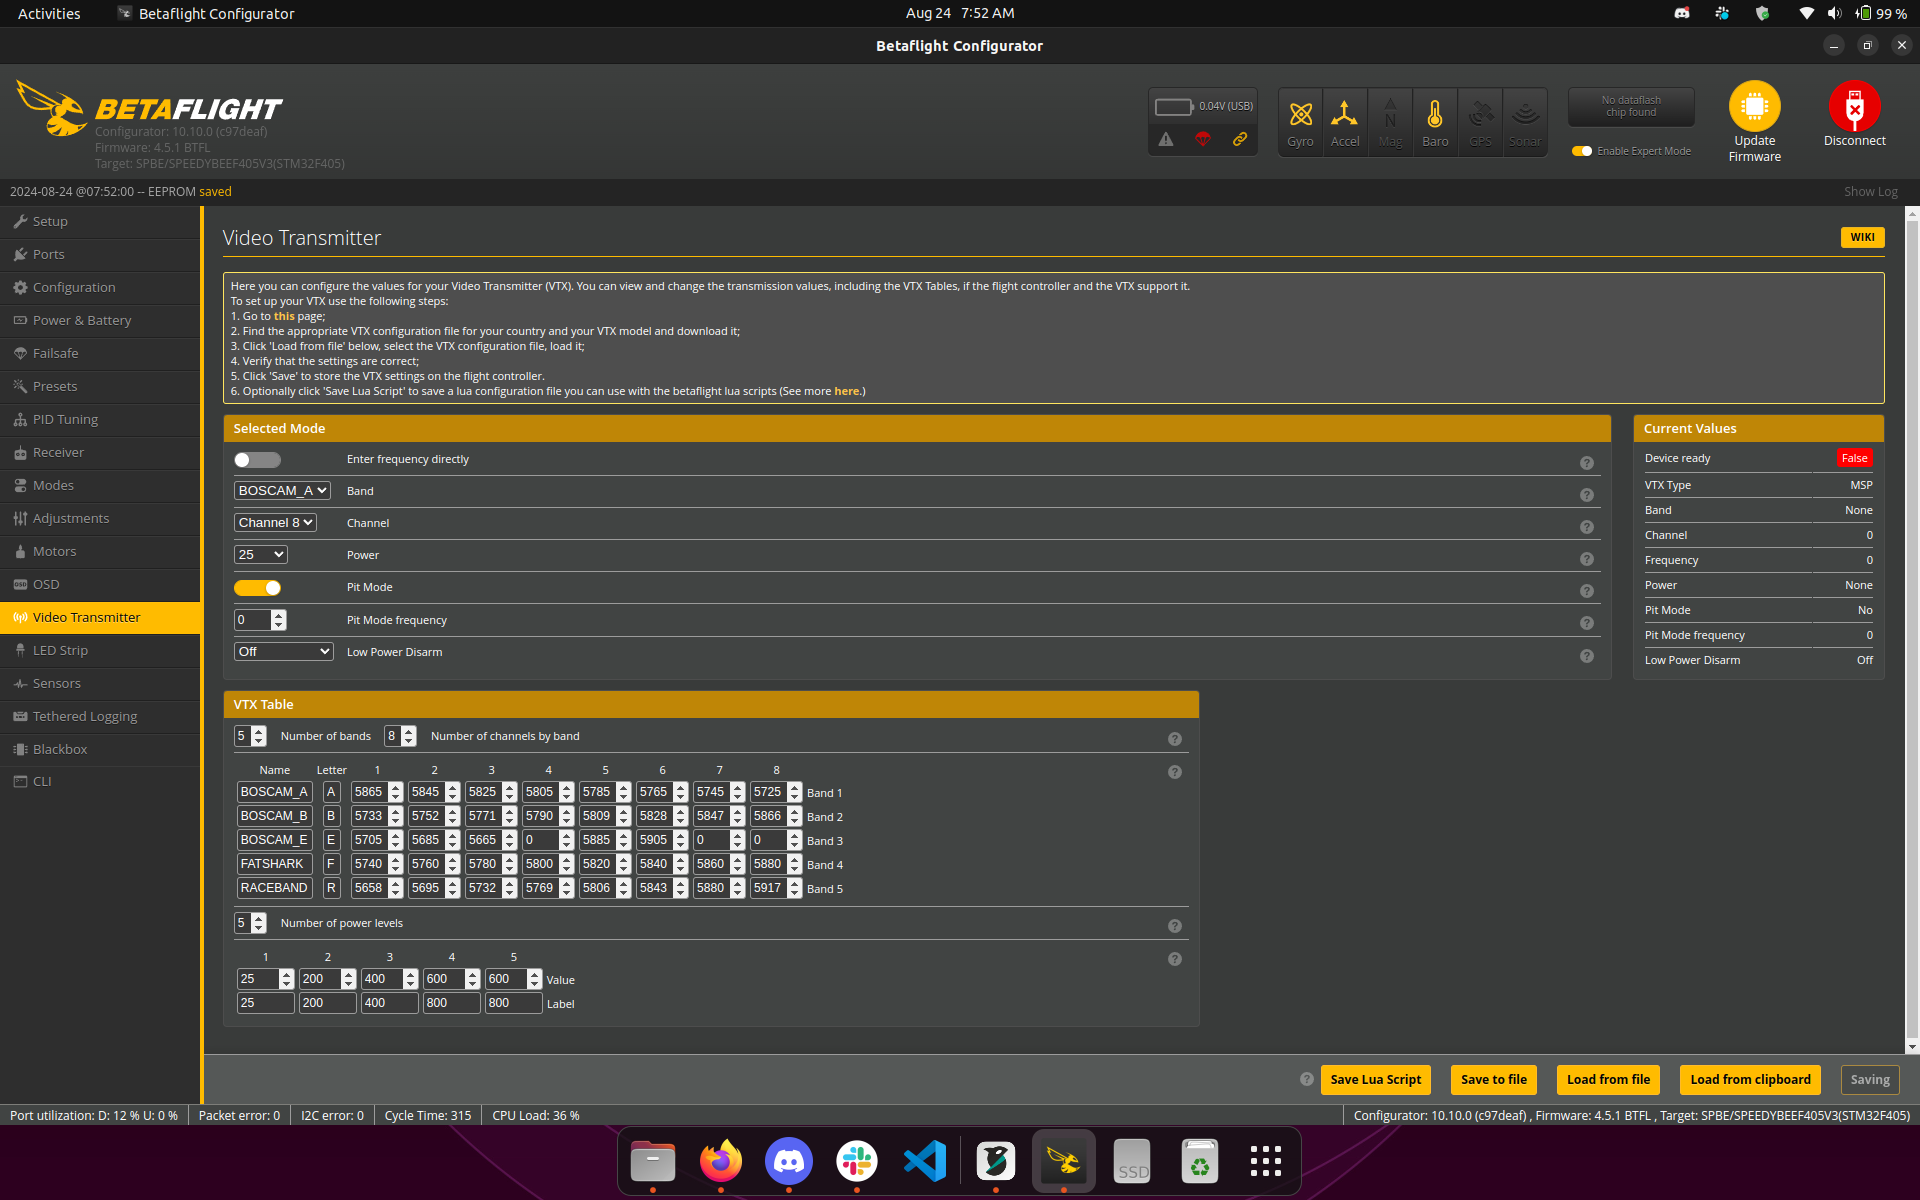 Activities
Betaflight Configurator
Aug 24 7:52 AM
99 %
Betaflight Configurator
BETAFLIGHT
Configurator: 10.10.0 (c97deaf)
Firmware: 4.5.1 BTFL
Target: SPBE/SPEEDYBEEF405V3(STM32F405)
0.04V (USB)
Gyro
Accel
Mag
Baro
GPS
Sonar
No dataflash
chip found
Enable Expert Mode
Update
Firmware
Disconnect
2024-08-24 @07:52:00 -- EEPROM saved
Show Log
Setup
Ports
Configuration
Power & Battery
Failsafe
Presets
PID Tuning
Receiver
Modes
Adjustments
Motors
OSD
Video Transmitter
LED Strip
Sensors
Tethered Logging
Blackbox
CLI
Video Transmitter
WIKI
Here you can configure the values for your Video Transmitter (VTX). You can view and change the transmission values, including the VTX Tables, if the flight controller and the VTX support it.
To set up your VTX use the following steps:
1. Go to this page;
2. Find the appropriate VTX configuration file for your country and your VTX model and download it;
3. Click 'Load from file' below, select the VTX configuration file, load it;
4. Verify that the settings are correct;
5. Click 'Save' to store the VTX settings on the flight controller.
6. Optionally click 'Save Lua Script' to save a lua configuration file you can use with the betaflight lua scripts (See more here.)
Selected Mode
Enter frequency directly
BOSCAM_A Band
Channel 8 Channel
25 Power
Pit Mode
0 Pit Mode frequency
Off Low Power Disarm
Current Values
Device ready False
VTX Type MSP
Band None
Channel 0
Frequency 0
Power None
Pit Mode No
Pit Mode frequency 0
Low Power Disarm Off
VTX Table
5 Number of bands 8 Number of channels by band
Name Letter 1 2 3 4 5 6 7 8
BOSCAM_A A 5865 5845 5825 5805 5785 5765 5745 5725 Band 1
BOSCAM_B B 5733 5752 5771 5790 5809 5828 5847 5866 Band 2
BOSCAM_E E 5705 5685 5665 0 5885 5905 0 0 Band 3
FATSHARK F 5740 5760 5780 5800 5820 5840 5860 5880 Band 4
RACEBAND R 5658 5695 5732 5769 5806 5843 5880 5917 Band 5
5 Number of power levels
1 2 3 4 5
25 200 400 600 600 Value
25 200 400 800 800 Label
Save Lua Script
Save to file
Load from file
Load from clipboard
Saving
Port utilization: D: 12 % U: 0 %
Packet error: 0
I2C error: 0
Cycle Time: 315
CPU Load: 36 %
Configurator: 10.10.0 (c97deaf) , Firmware: 4.5.1 BTFL , Target: SPBE/SPEEDYBEEF405V3(STM32F405)
SSD